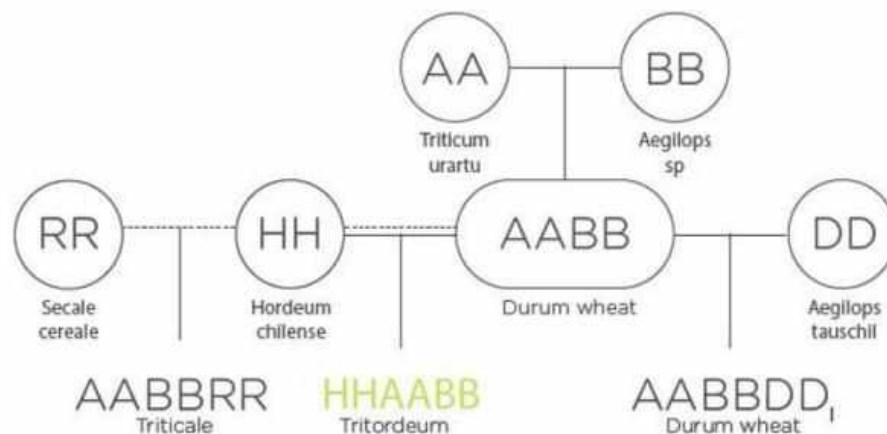 AA
BB
Triticum
urartu
Aegilops
sp
RR
HH
AABB
DD
Secale
cereale
Hordeum
chilense
Durum wheat
Aegilops
tauschil
AABBRR
Triticale
HHAABB
Tritordeum
AABBDD
Durum wheat